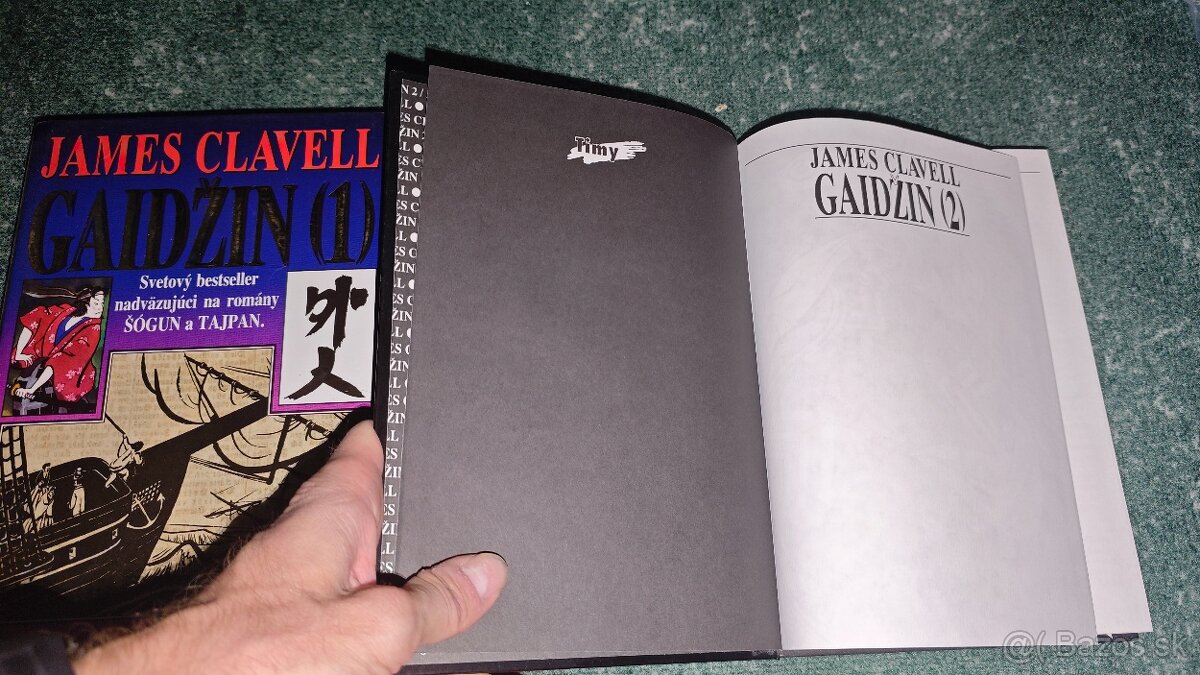 JAMES CLAVELL
GAIDŽIN (1)
Svetový bestseller
nadväzujúci na romány
ŠÓGUN a TAJPAN.
外人
Timy
JAMES CLAVELL
GAIDŽIN (2)
Bazos.sk